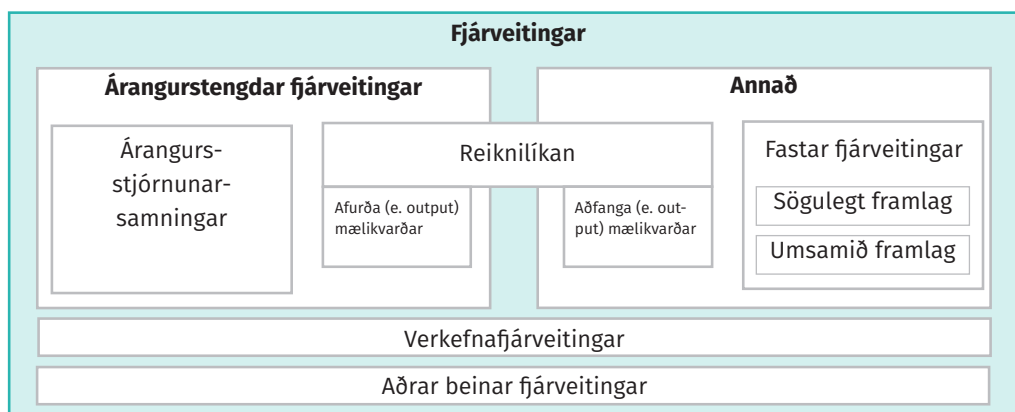 Fjárveitingar
Árangurstengdar fjárveitingar
Annað
Árangurs-
stjórnunar-
samningar
Reiknilíkan
Afurða (e. output)
mælikvarðar
Aðfanga (e. out-
put) mælikvarðar
Fastar fjárveitingar
Sögulegt framlag
Umsamið framlag
Verkefnafjárveitingar
Aðrar beinar fjárveitingar